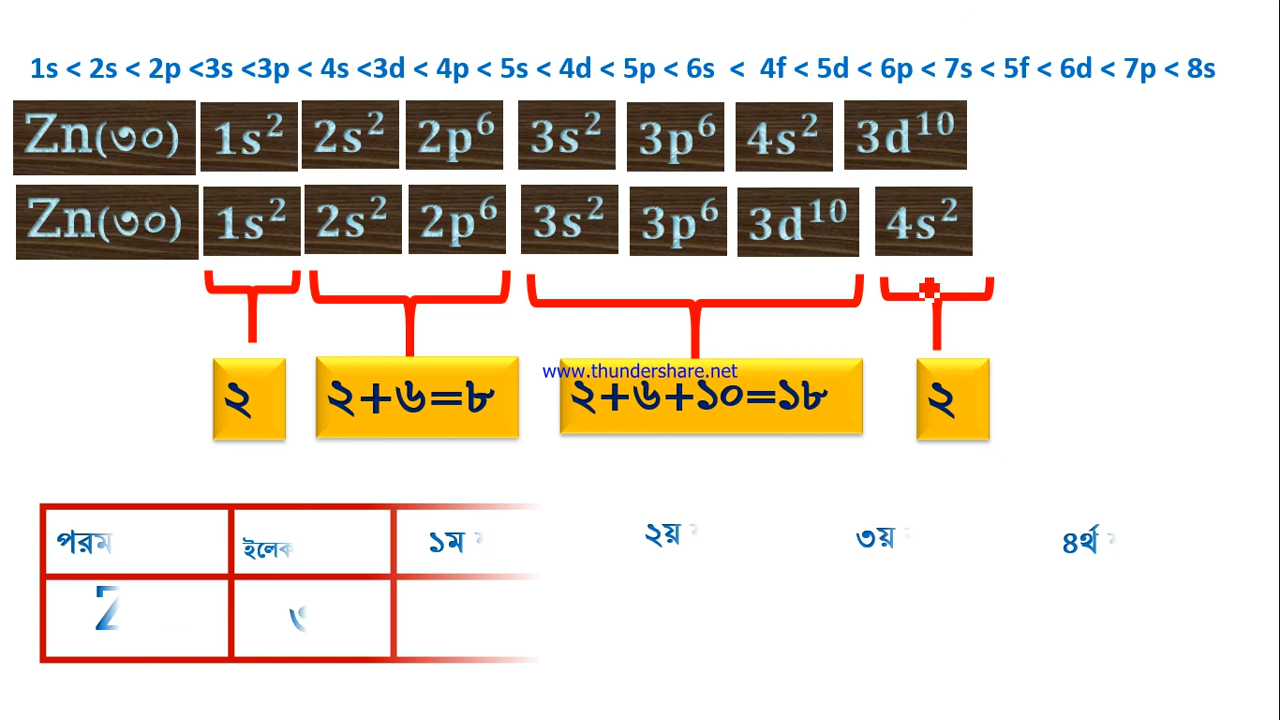 1s < 2s < 2p <3s <3p < 4s <3d < 4p < 5s < 4d < 5p < 6s < 4f < 5d < 6p < 7s < 5f < 6d < 7p < 8s
Zn(৩০) 1s² 2s² 2p⁶ 3s² 3p⁶ 4s² 3d¹⁰
Zn(৩০) 1s² 2s² 2p⁶ 3s² 3p⁶ 3d¹⁰ 4s²
www.thundershare.net
২ ২+৬=৮ ২+৬+১০=১৮ ২
১ম ২য় ৩য় ৪র্থ